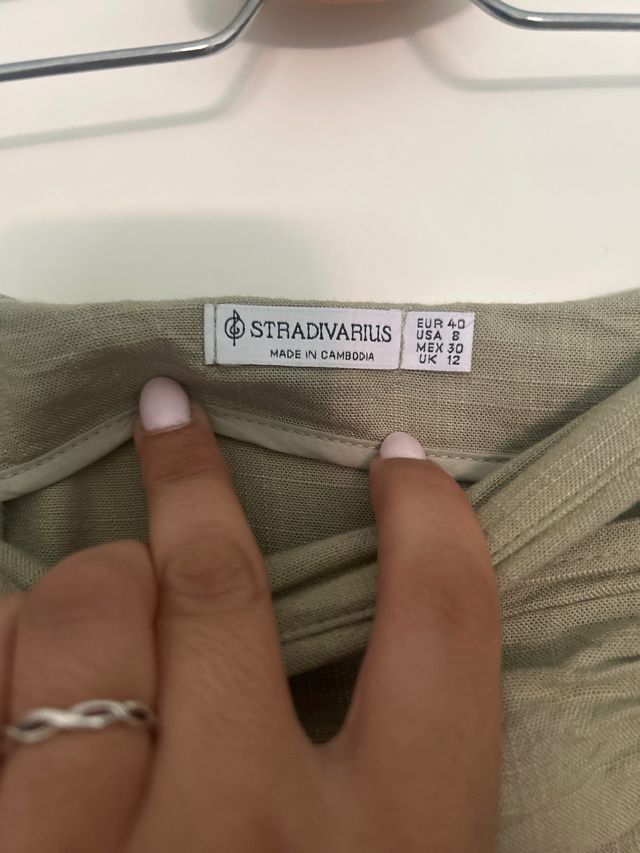 STRADIVARIUS
MADE IN CAMBODIA
EUR 40
USA 8
MEX 30
UK 12